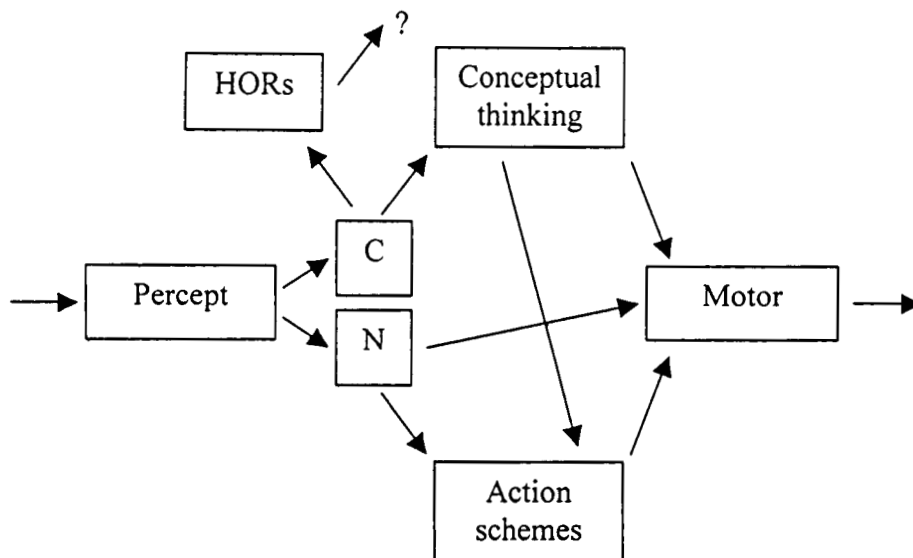 ?
HORs
Conceptual
thinking
C
Percept
Motor
N
Action
schemes